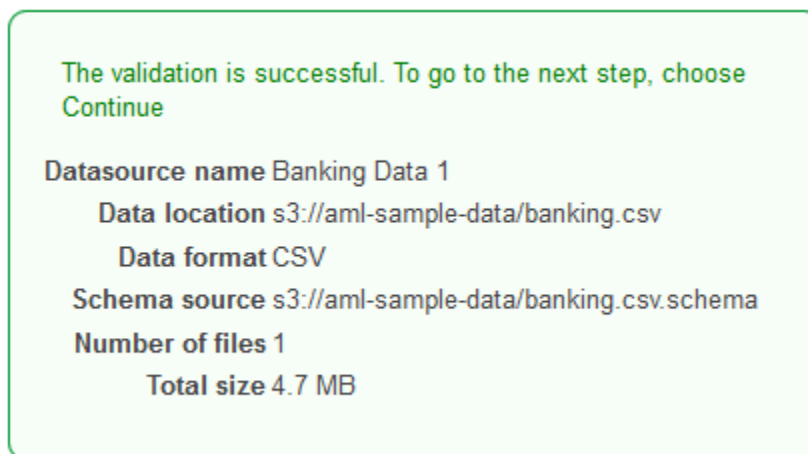 The validation is successful. To go to the next step, choose
Continue
Datasource name Banking Data 1
Data location s3://aml-sample-data/banking.csv
Data format CSV
Schema source s3://aml-sample-data/banking.csv.schema
Number of files 1
Total size 4.7 MB